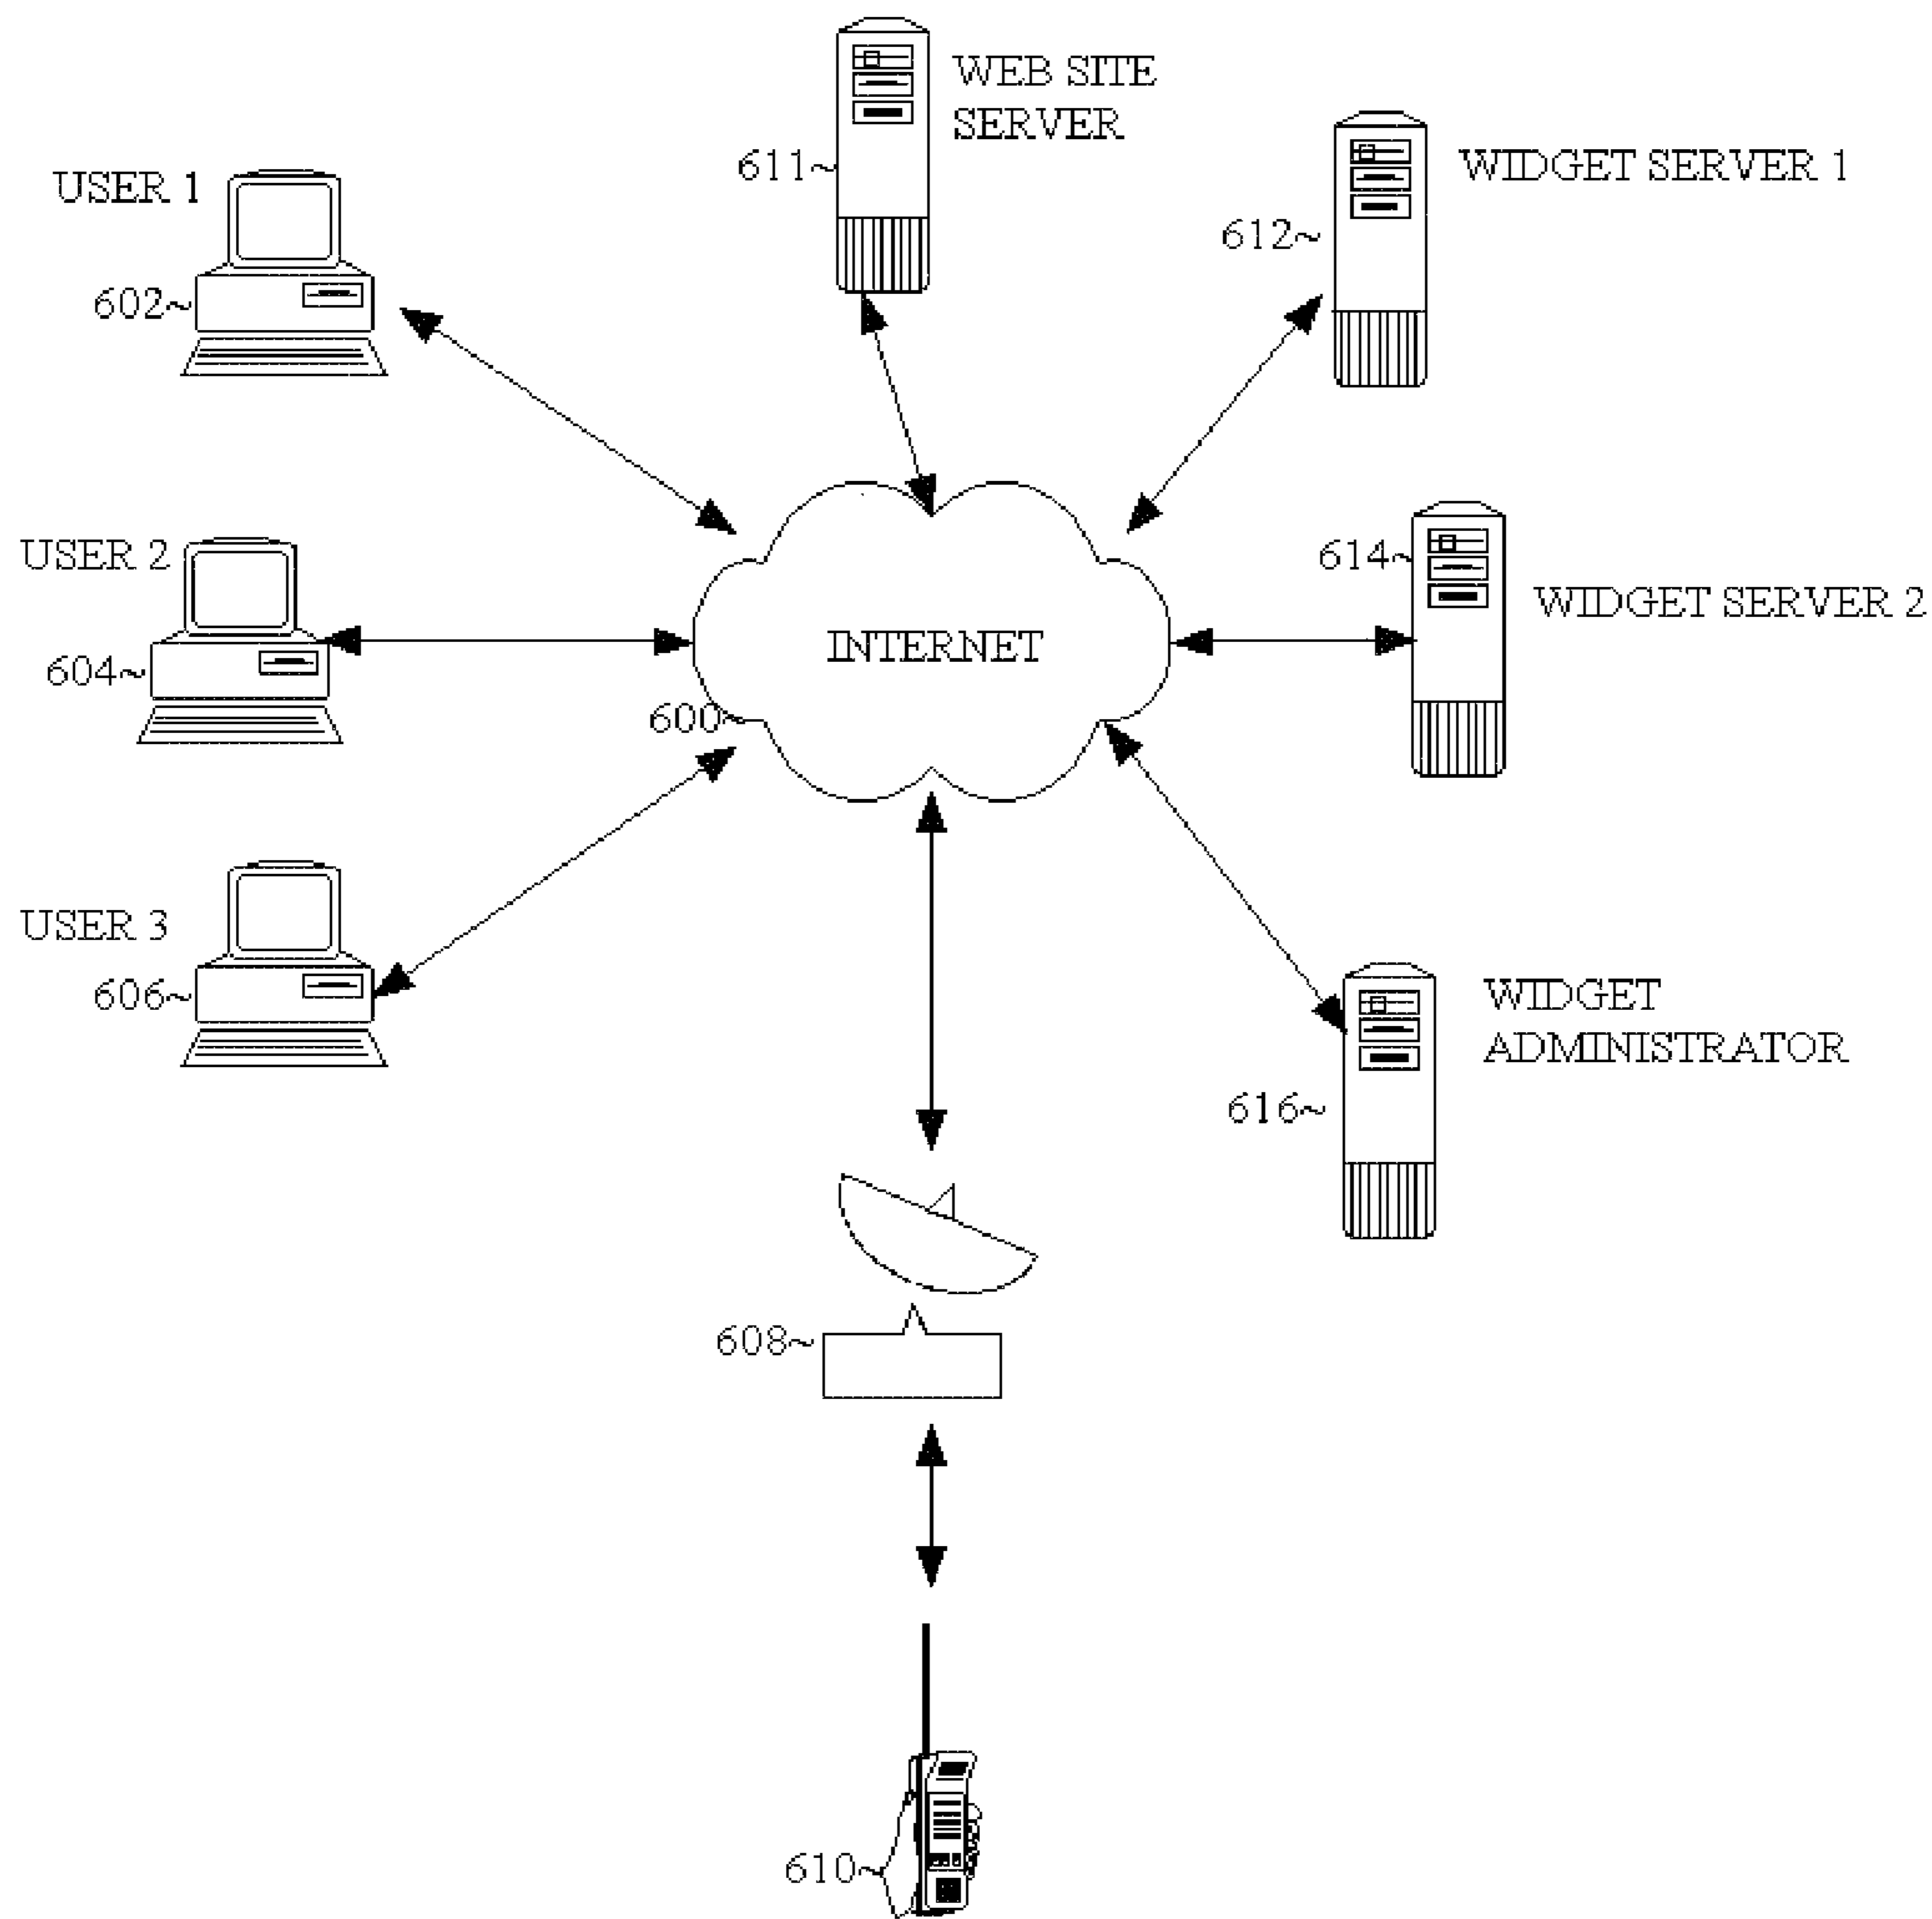 WEB SITE
SERVER
611~
USER 1
602~
WIDGET SERVER 1
612~
USER 2
604~
INTERNET
600~
614~
WIDGET SERVER 2
USER 3
606~
WIDGET
ADMINISTRATOR
616~
608~
610~